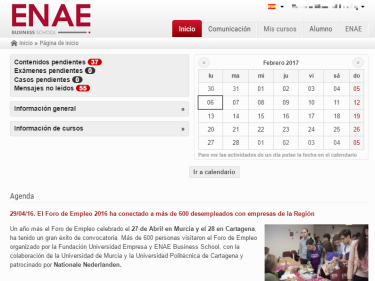 ENAE
BUSINESS SCHOOL
Inicio Comunicación Mis cursos Alumno ENAE
Inicio » Página de inicio
Contenidos pendientes 37
Exámenes pendientes 0
Casos pendientes 0
Mensajes no leídos 55
Información general
Información de cursos
« Febrero 2017 »
lu ma mi ju vi sá do
30 31 01 02 03 04 05
06 07 08 09 10 11 12
13 14 15 16 17 18 19
20 21 22 23 24 25 26
27 28 01 02 03 04 05
Para ver las actividades de un día pulse la fecha en el calendario
Ir a calendario
Agenda
29/04/16. El Foro de Empleo 2016 ha conectado a más de 600 desempleados con empresas de la Región
Un año más el Foro de Empleo celebrado el 27 de Abril en Murcia y el 28 en Cartagena,
ha tenido un gran éxito de convocatoria. Más de 600 personas visitaron el Foro de Empleo
organizado por la Fundación Universidad Empresa y ENAE Business School, con la
colaboración de la Universidad de Murcia y la Universidad Politécnica de Cartagena y
patrocinado por Nationale Nederlanden.